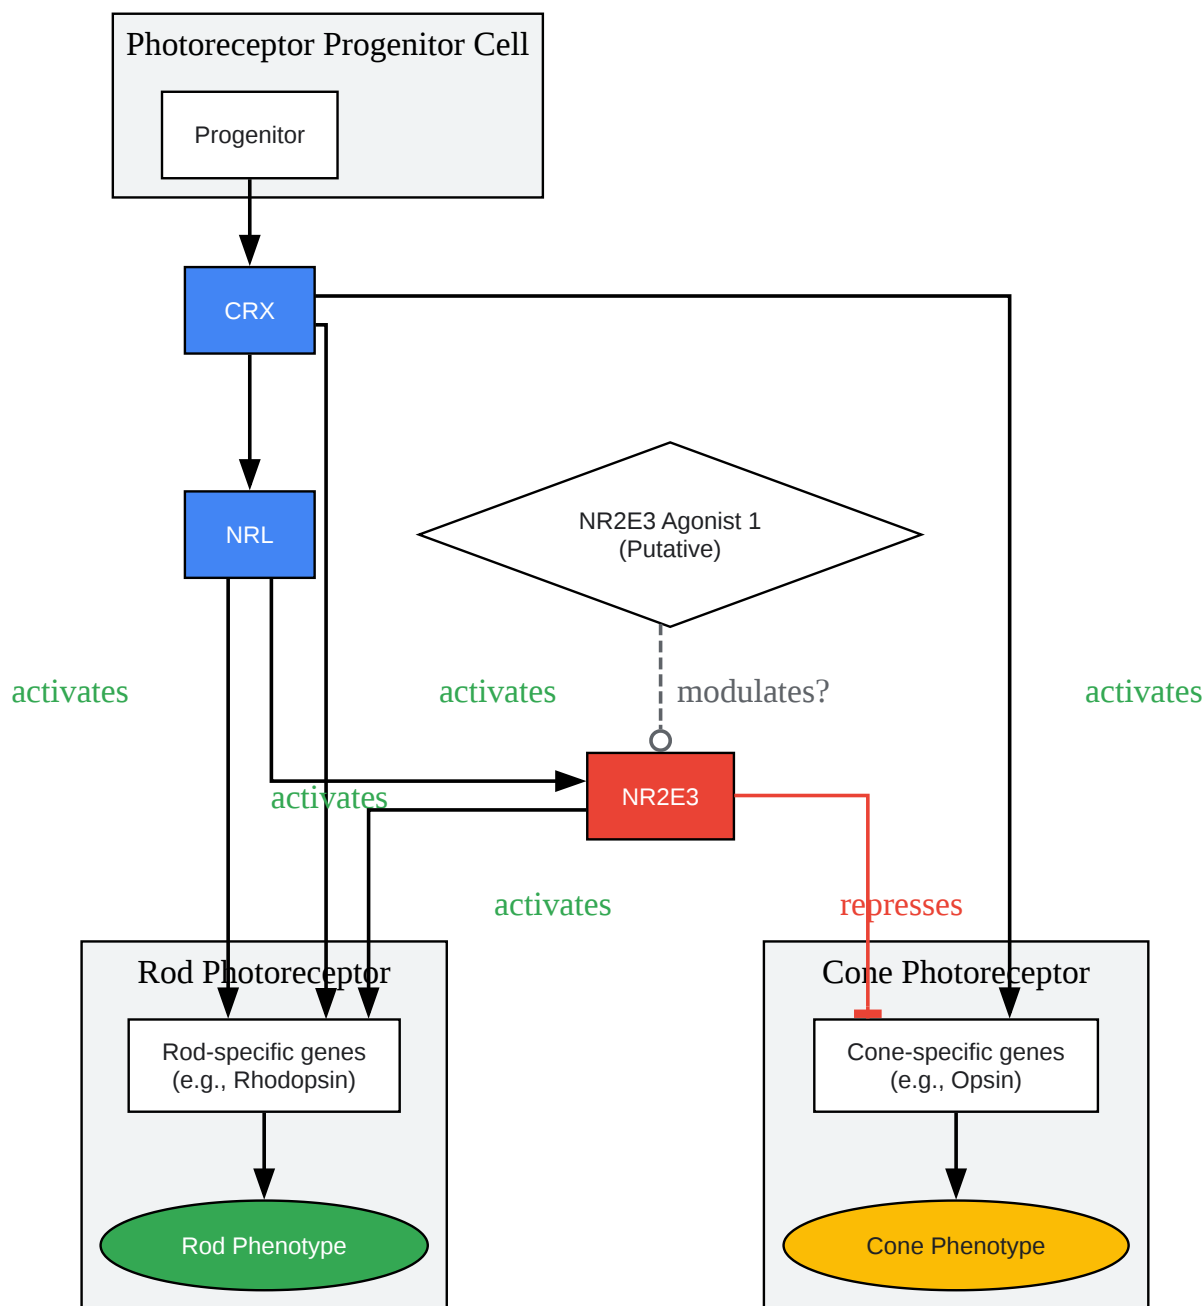 Photoreceptor Progenitor Cell
Progenitor
CRX
NRL
NR2E3 Agonist 1
(Putative)
activates
activates
modulates?
activates
activates
NR2E3
activates
represses
Rod Photoreceptor
Cone Photoreceptor
Rod-specific genes
(e.g., Rhodopsin)
Cone-specific genes
(e.g., Opsin)
Rod Phenotype
Cone Phenotype